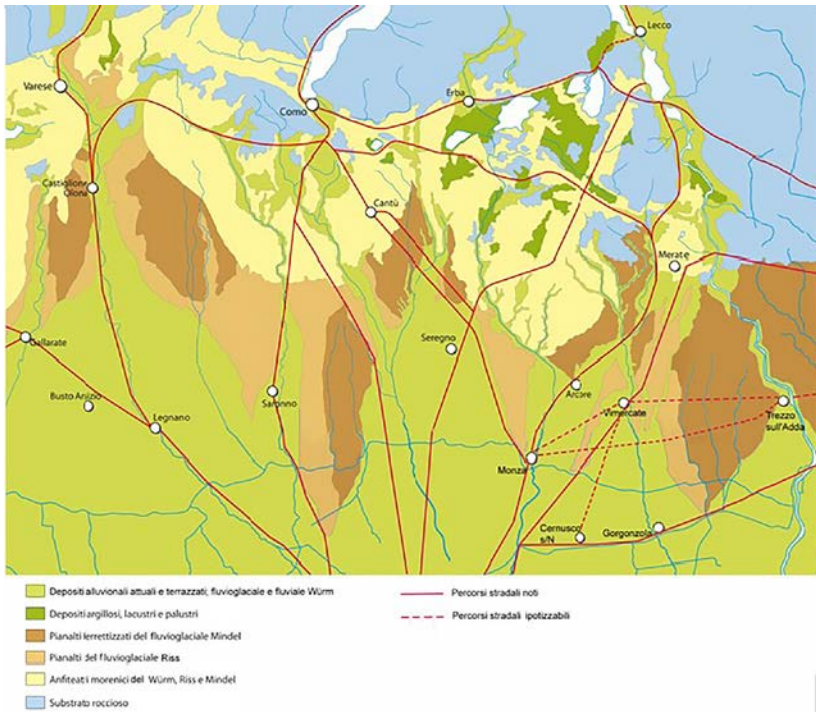 Lecco
Varese
Como
Erba
Castiglione
Olona
Cantù
Merate
Gallarate
Seregno
Busto Arsizio
Saronno
Arcore
Legnano
Vimercate
Trezzo
sull'Adda
Monza
Cernusco
s/N
Gorgonzola
Depositi alluvionali attuali e terrazzati, fluvioglaciale e fluviale Würm
Depositi argillosi, lacustri e palustri
Pianalti ferrettizzati del fluvioglaciale Mindel
Pianalti del fluvioglaciale Riss
Anfiteatri morenici del Würm, Riss e Mindel
Substrato roccioso
Percorsi stradali noti
Percorsi stradali ipotizzabili